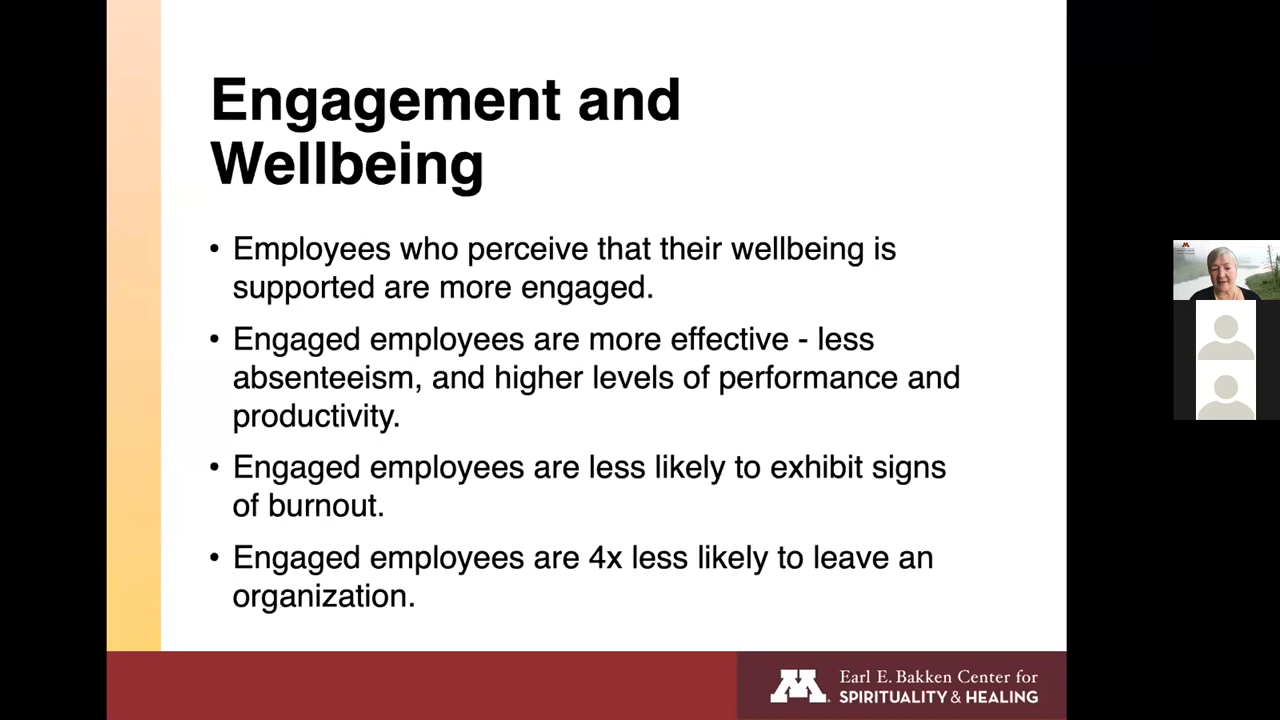 Engagement and
Wellbeing
• Employees who perceive that their wellbeing is
supported are more engaged.
• Engaged employees are more effective - less
absenteeism, and higher levels of performance and
productivity.
• Engaged employees are less likely to exhibit signs
of burnout.
• Engaged employees are 4x less likely to leave an
organization.
M
Earl E. Bakken Center for
SPIRITUALITY & HEALING